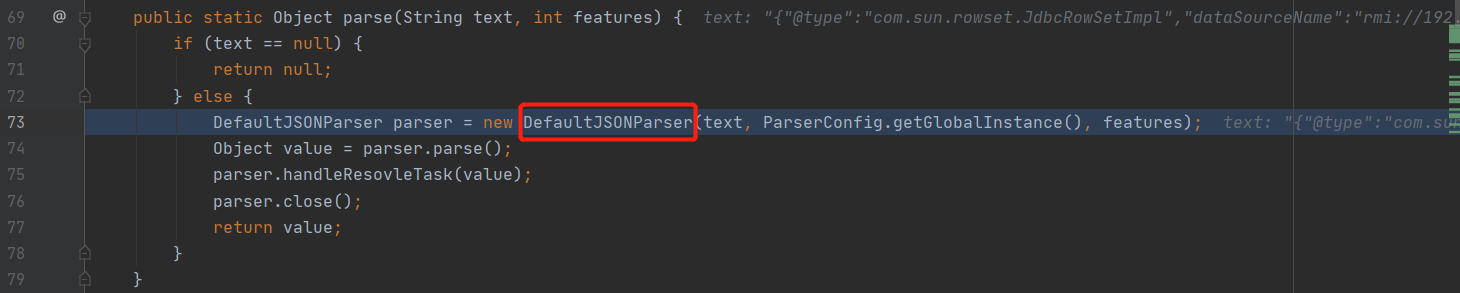 69 @ public static Object parse(String text, int features) { text: "{"@type":"com.sun.rowset.JdbcRowSetImpl","dataSourceName":"rmi://192.
70 if (text == null) {
71 return null;
72 } else {
73 DefaultJSONParser parser = new DefaultJSONParser(text, ParserConfig.getGlobalInstance(), features); text: "{"@type":"com.sun
74 Object value = parser.parse();
75 parser.handleResovleTask(value);
76 parser.close();
77 return value;
78 }
79 }